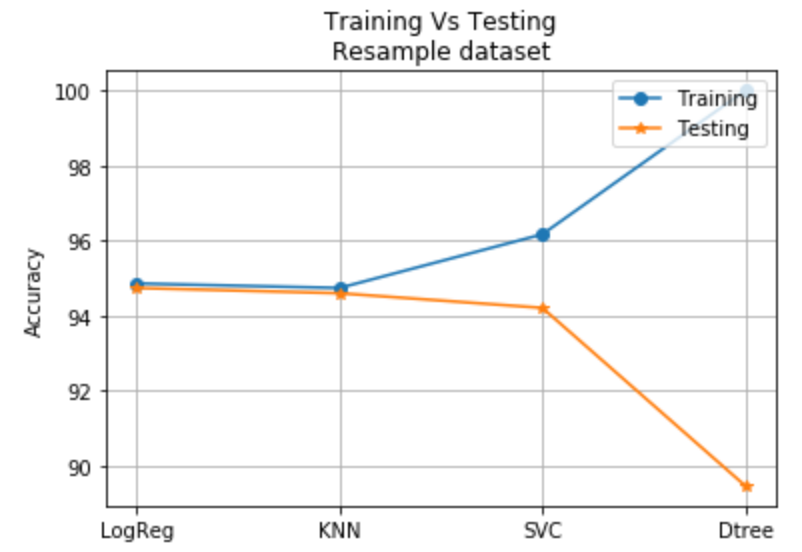 Training Vs Testing
Resample dataset
Training
Testing
Accuracy
100
98
96
94
92
90
LogReg
KNN
SVC
Dtree